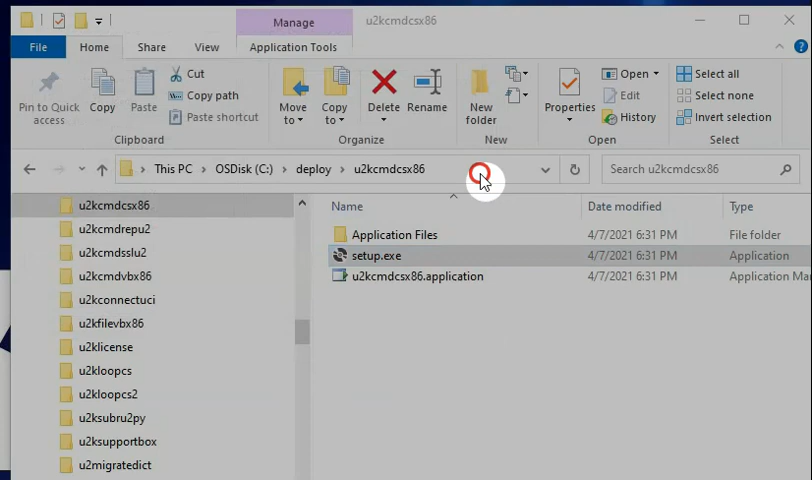 Manage
u2kcmdcsx86
File
Home
Share
View
Application Tools
Pin to Quick access
Copy
Paste
Cut
Copy path
Paste shortcut
Clipboard
Move to
Copy to
Delete
Rename
Organize
New folder
New
Properties
Open
Edit
History
Open
Select all
Select none
Invert selection
Select
This PC > OSDisk (C:) > deploy > u2kcmdcsx86
Search u2kcmdcsx86
u2kcmdcsx86
u2kcmdrepu2
u2kcmdsslu2
u2kcmdvbx86
u2kconnectuci
u2kfilevbx86
u2klicense
u2kloopcs
u2kloopcs2
u2ksubru2py
u2ksupportbox
u2migratedict
Name Date modified Type
Application Files 4/7/2021 6:31 PM File folder
setup.exe 4/7/2021 6:31 PM Application
u2kcmdcsx86.application 4/7/2021 6:31 PM Application Ma